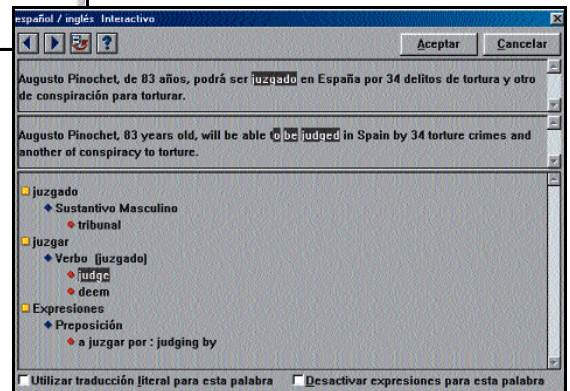 español / inglés Interactivo
Aceptar Cancelar
Augusto Pinochet, de 83 años, podrá ser juzgado en España por 34 delitos de tortura y otro
de conspiración para torturar.
Augusto Pinochet, 83 years old, will be able to be judged in Spain by 34 torture crimes and
another of conspiracy to torture.
juzgado
Sustantivo Masculino
tribunal
juzgar
Verbo (juzgado)
judge
deem
Expresiones
Preposición
a juzgar por : judging by
Utilizar traducción literal para esta palabra Desactivar expresiones para esta palabra